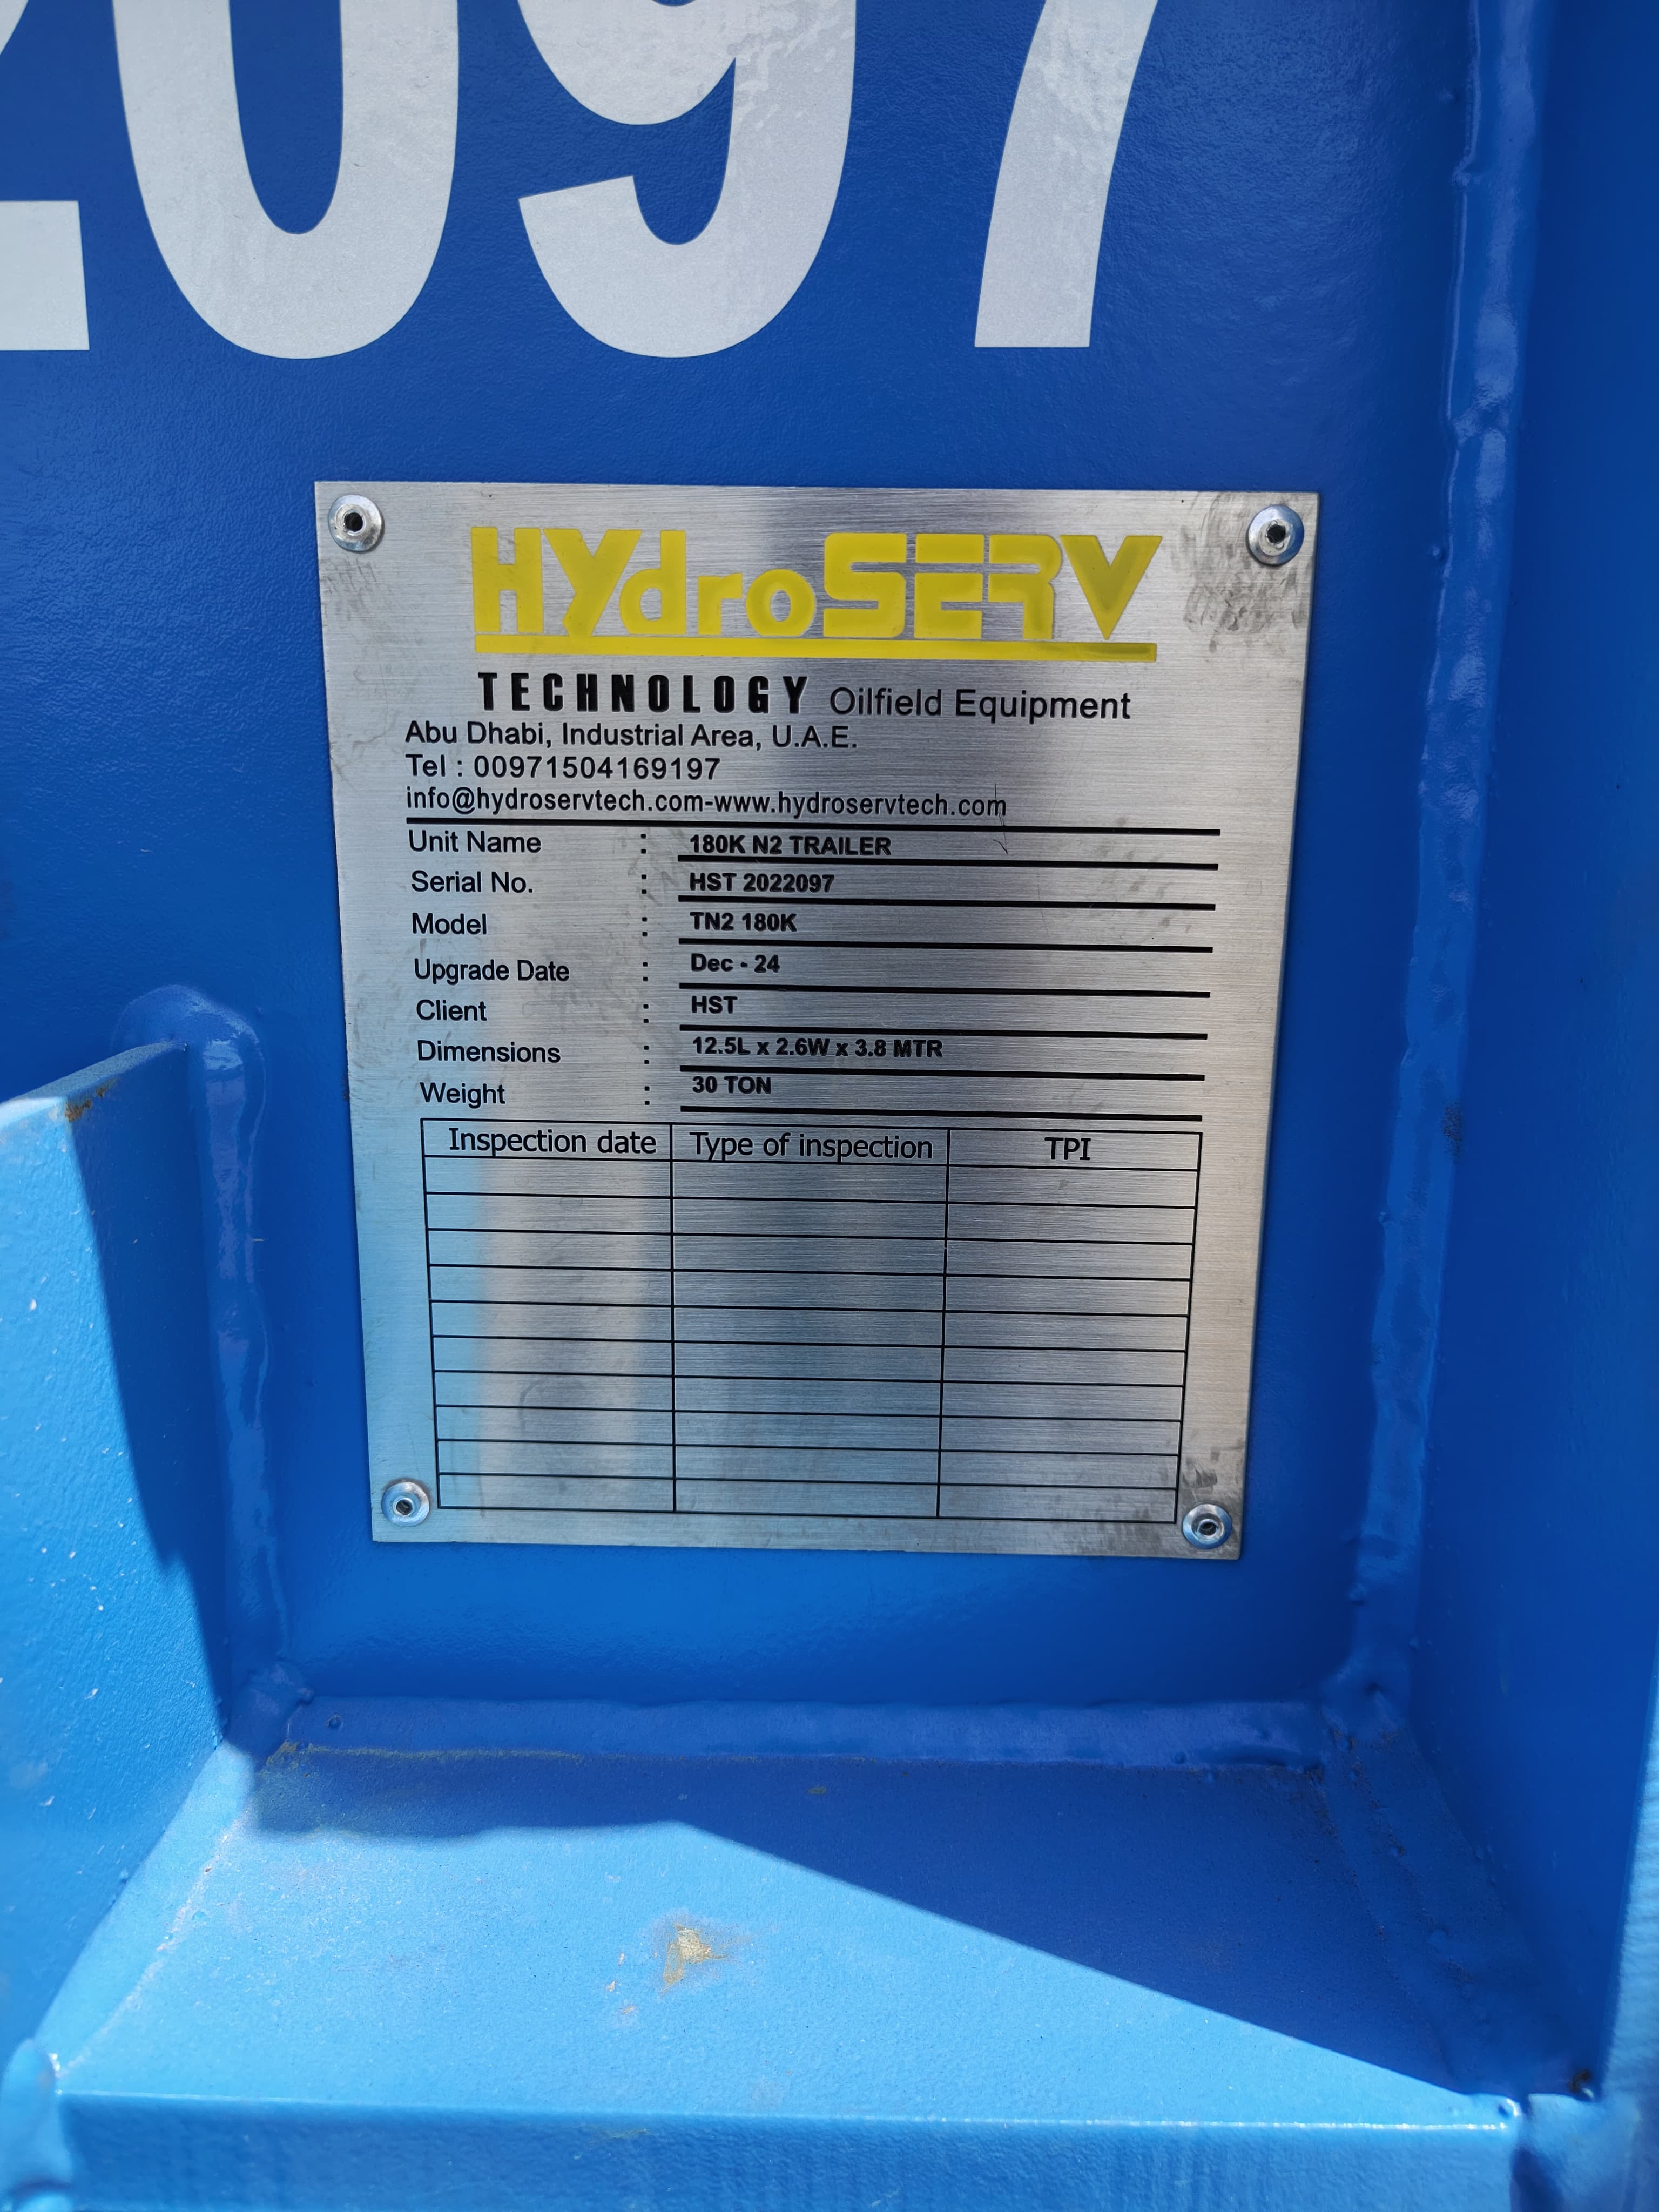 2097
HYdroSERV
TECHNOLOGY Oilfield Equipment
Abu Dhabi, Industrial Area, U.A.E.
Tel : 00971504169197
info@hydroservtech.com-www.hydroservtech.com
Unit Name : 180K N2 TRAILER
Serial No. : HST 2022097
Model : TN2 180K
Upgrade Date : Dec - 24
Client : HST
Dimensions : 12.5L x 2.6W x 3.8 MTR
Weight : 30 TON
Inspection date Type of inspection TPI